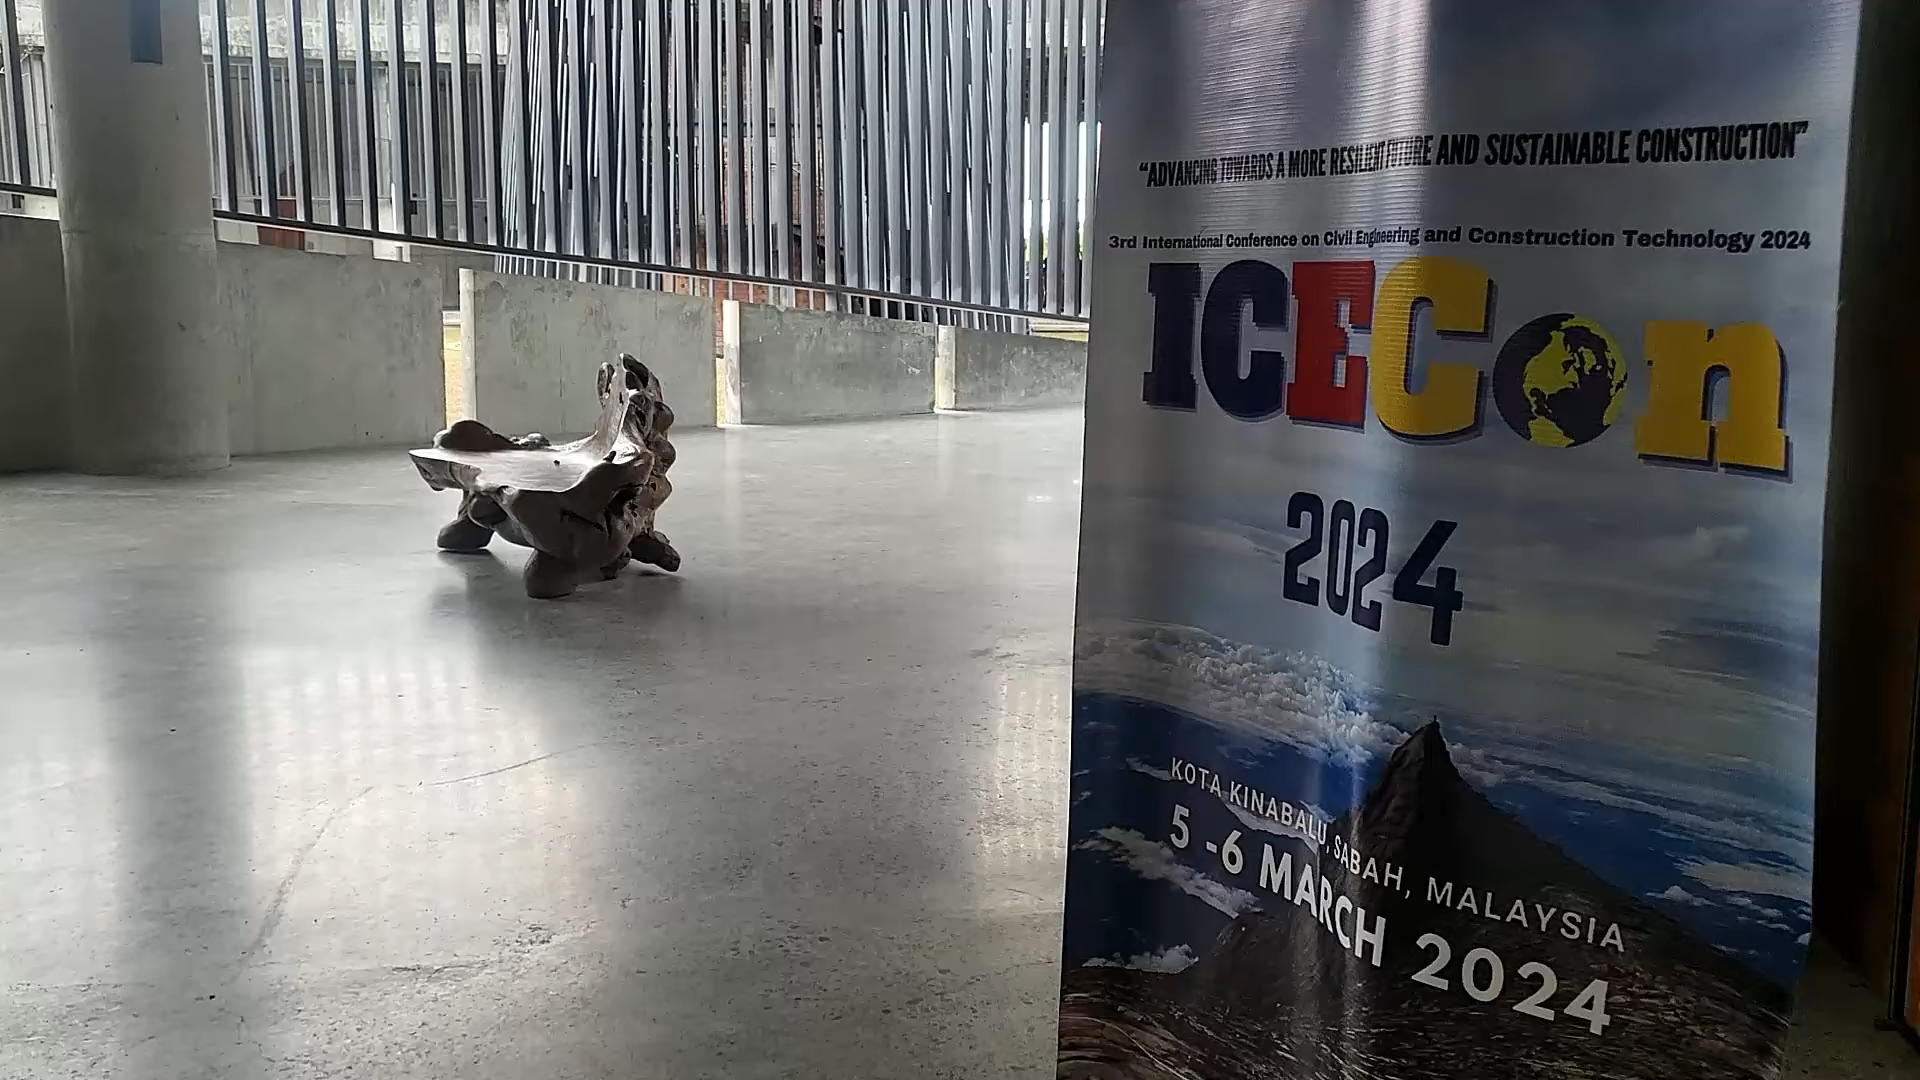 “ADVANCING TOWARDS A MORE RESILIENT FUTURE AND SUSTAINABLE CONSTRUCTION”
3rd International Conference on Civil Engineering and Construction Technology 2024
ICECon
2024
KOTA KINABALU, SABAH, MALAYSIA
5 -6 MARCH 2024